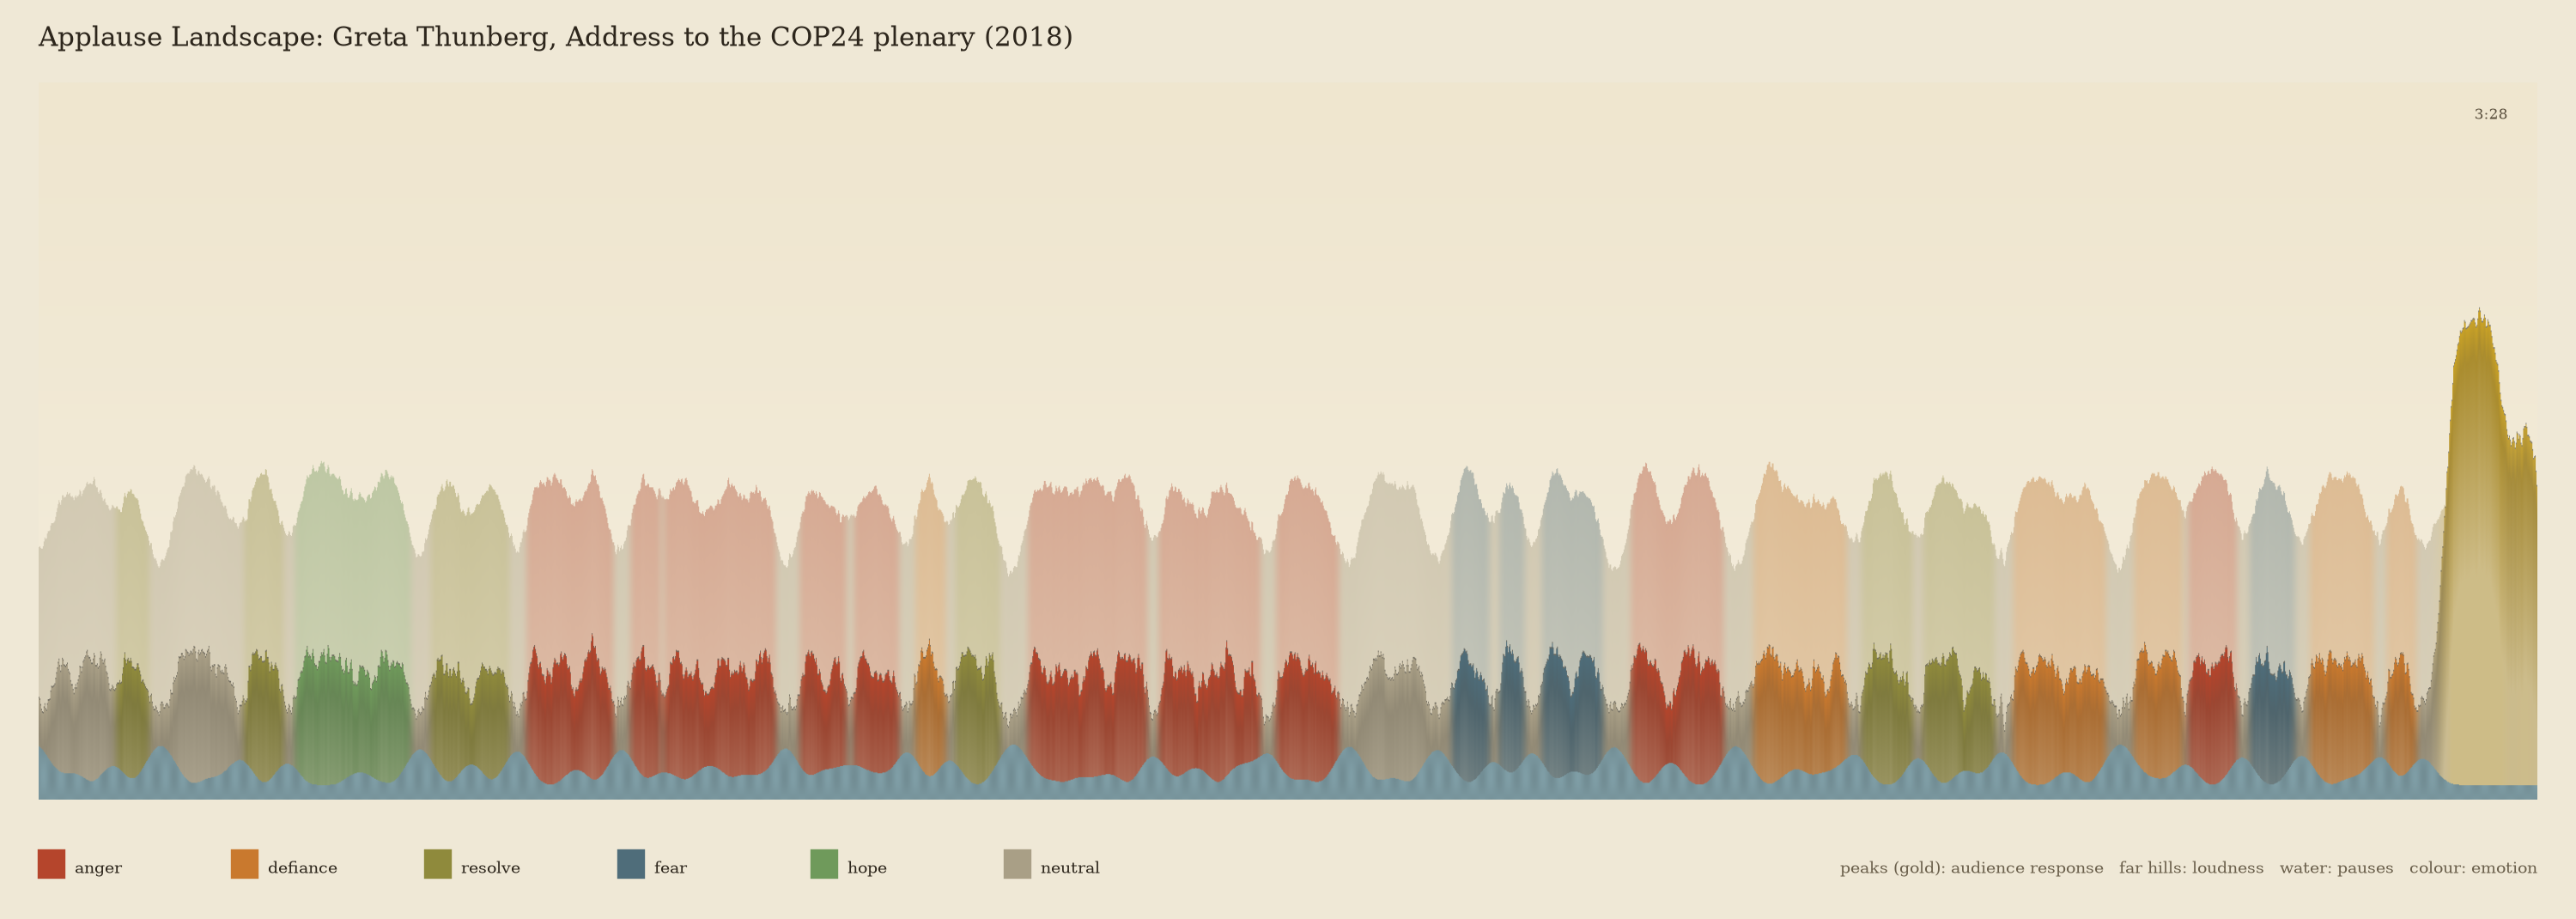 Applause Landscape: Greta Thunberg, Address to the COP24 plenary (2018)
3:28
anger defiance resolve fear hope neutral peaks (gold): audience response far hills: loudness water: pauses colour: emotion